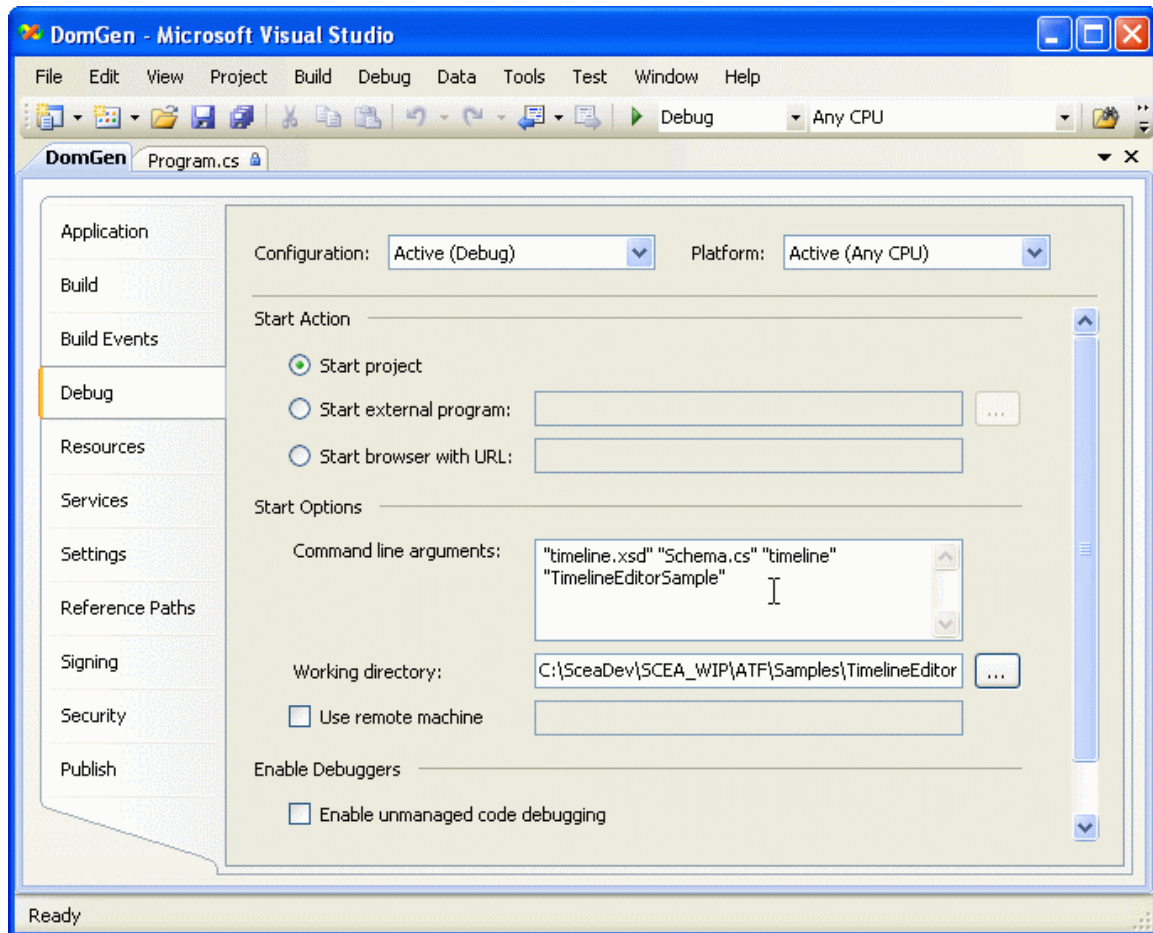 DomGen - Microsoft Visual Studio
File Edit View Project Build Debug Data Tools Test Window Help
Debug Any CPU
DomGen Program.cs
Application
Build
Build Events
Debug
Resources
Services
Settings
Reference Paths
Signing
Security
Publish
Configuration: Active (Debug) Platform: Active (Any CPU)
Start Action
Start project
Start external program: ...
Start browser with URL:
Start Options
Command line arguments: "timeline.xsd" "Schema.cs" "timeline"
"TimelineEditorSample"
Working directory: C:\SceaDev\SCEA_WIP\ATF\Samples\TimelineEditor ...
Use remote machine
Enable Debuggers
Enable unmanaged code debugging
Ready